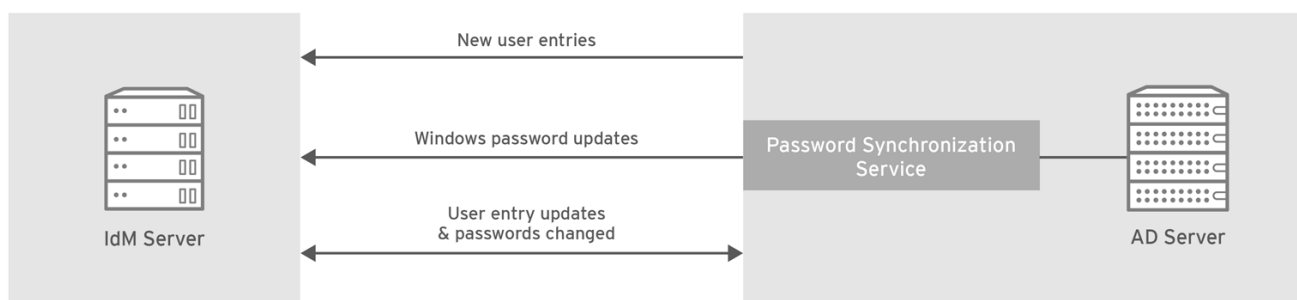 New user entries
Windows password updates
Password Synchronization
Service
User entry updates
& passwords changed
IdM Server
AD Server